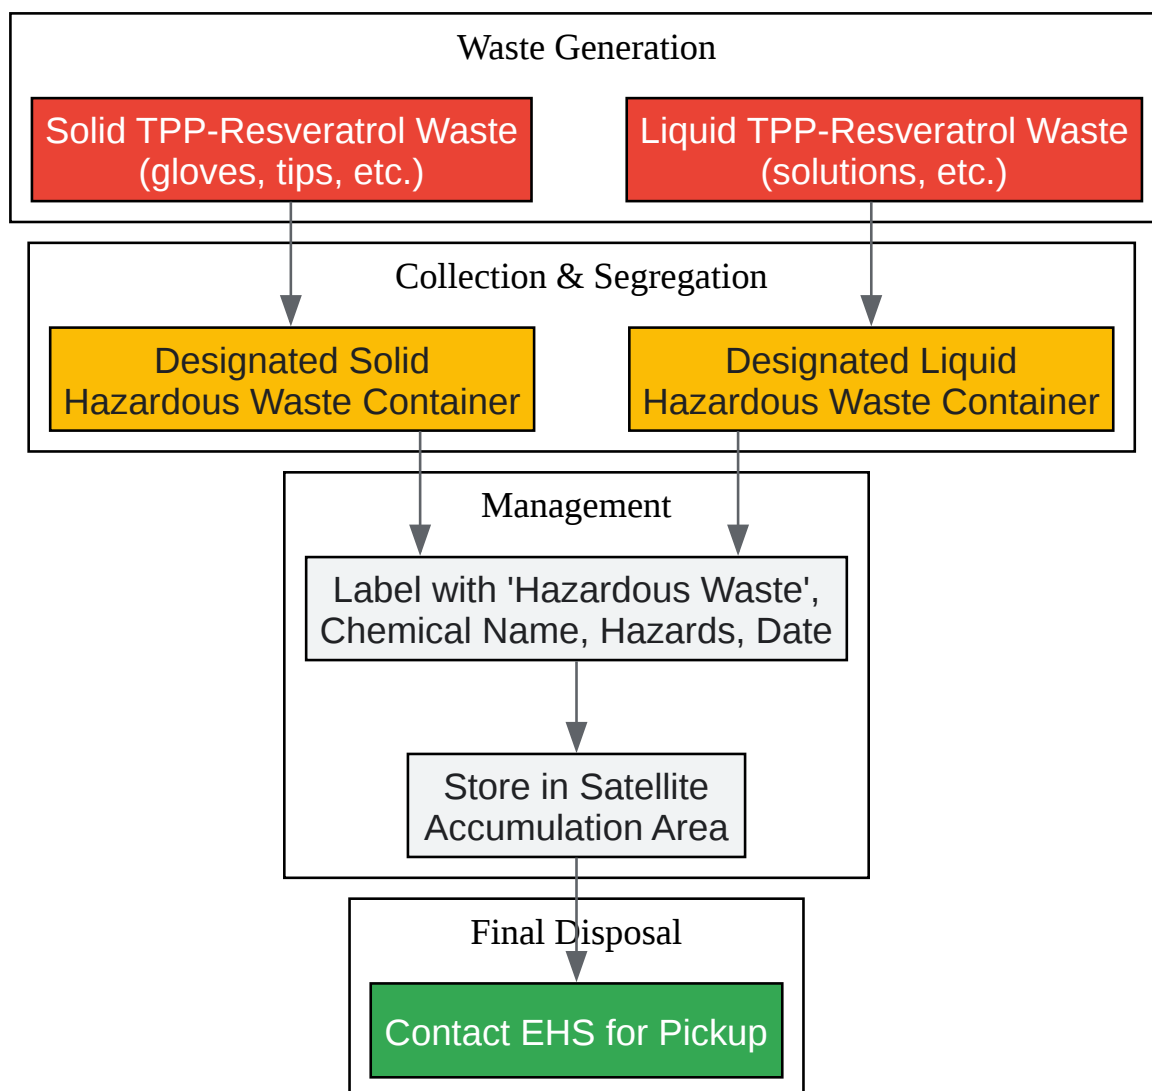 Waste Generation
Solid TPP-Resveratrol Waste
(gloves, tips, etc.)
Liquid TPP-Resveratrol Waste
(solutions, etc.)
Collection & Segregation
Designated Solid
Hazardous Waste Container
Designated Liquid
Hazardous Waste Container
Management
Label with 'Hazardous Waste',
Chemical Name, Hazards, Date
Store in Satellite
Accumulation Area
Final Disposal
Contact EHS for Pickup